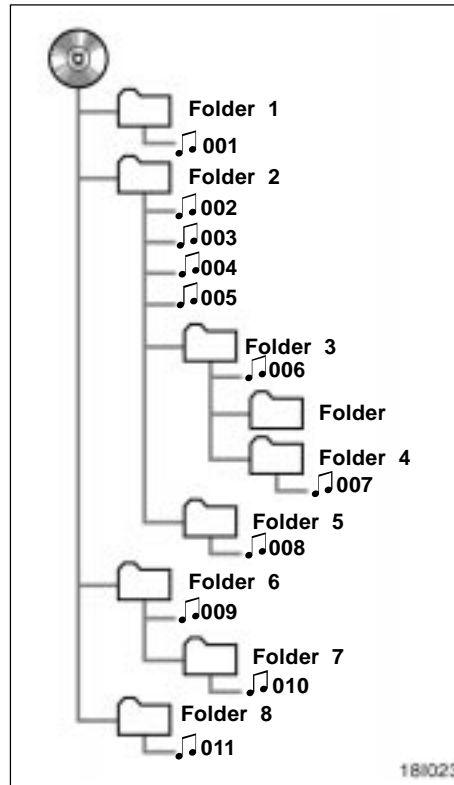 Folder 1
001
Folder 2
002
003
004
005
Folder 3
006
Folder
Folder 4
007
Folder 5
008
Folder 6
009
Folder 7
010
Folder 8
011
18I023